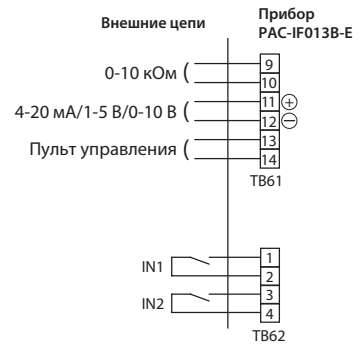 Внешние цепи
Прибор
PAC-IF013B-E
0-10 кОм
9
10
4-20 мА/1-5 В/0-10 В
11 +
12 −
Пульт управления
13
14
TB61
IN1
1
2
IN2
3
4
TB62